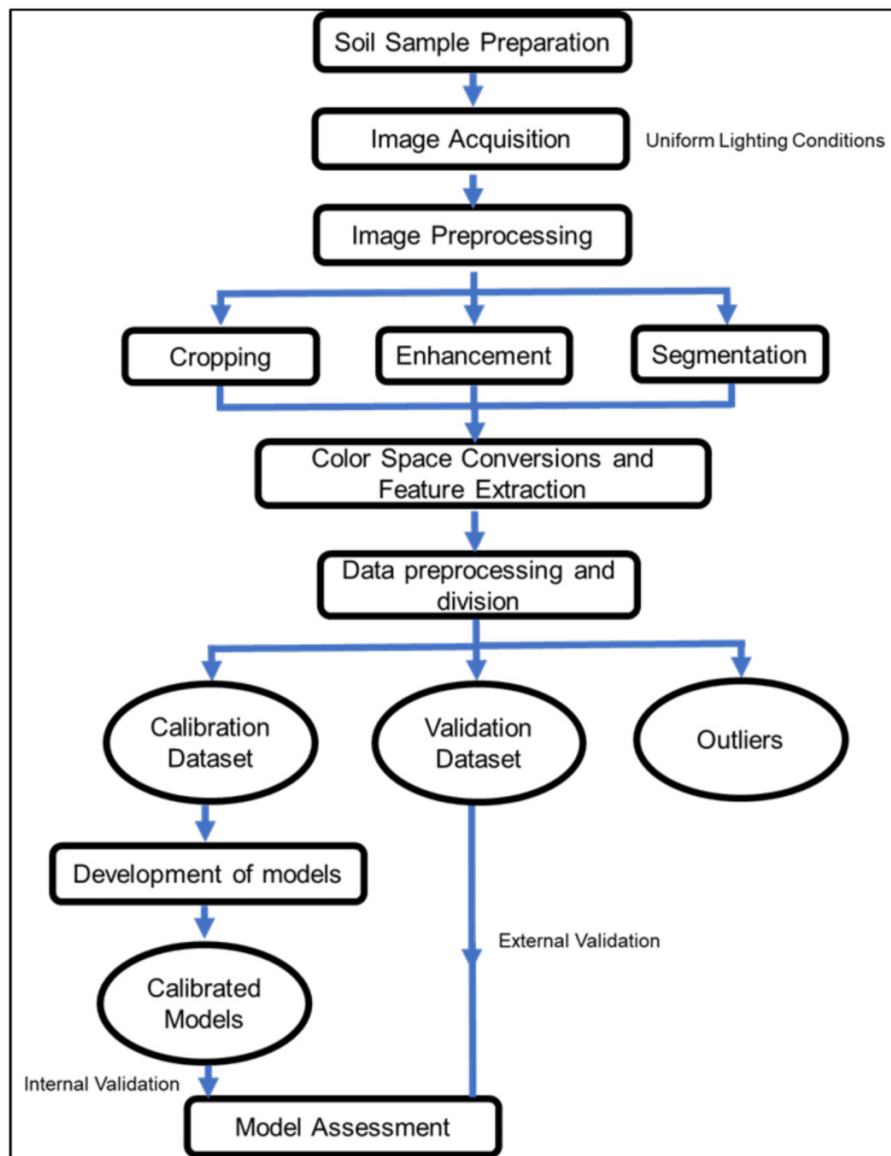 Soil Sample Preparation
Image Acquisition
Uniform Lighting Conditions
Image Preprocessing
Cropping
Enhancement
Segmentation
Color Space Conversions and
Feature Extraction
Data preprocessing and
division
Calibration
Dataset
Validation
Dataset
Outliers
Development of models
External Validation
Calibrated
Models
Internal Validation
Model Assessment